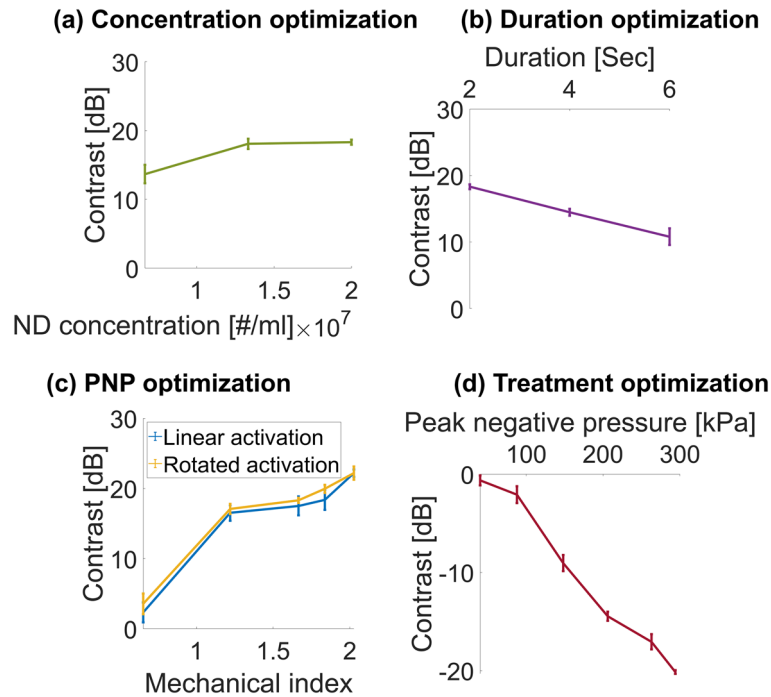 (a) Concentration optimization
30
20
10
0
Contrast [dB]
1
2
ND concentration [#/ml]×10^7
(b) Duration optimization
Duration [Sec]
2
4
6
30
20
10
0
Contrast [dB]
(c) PNP optimization
30
20
10
0
Contrast [dB]
Linear activation
Rotated activation
1
1.5
2
Mechanical index
(d) Treatment optimization
Peak negative pressure [kPa]
100
200
300
0
-10
-20
Contrast [dB]